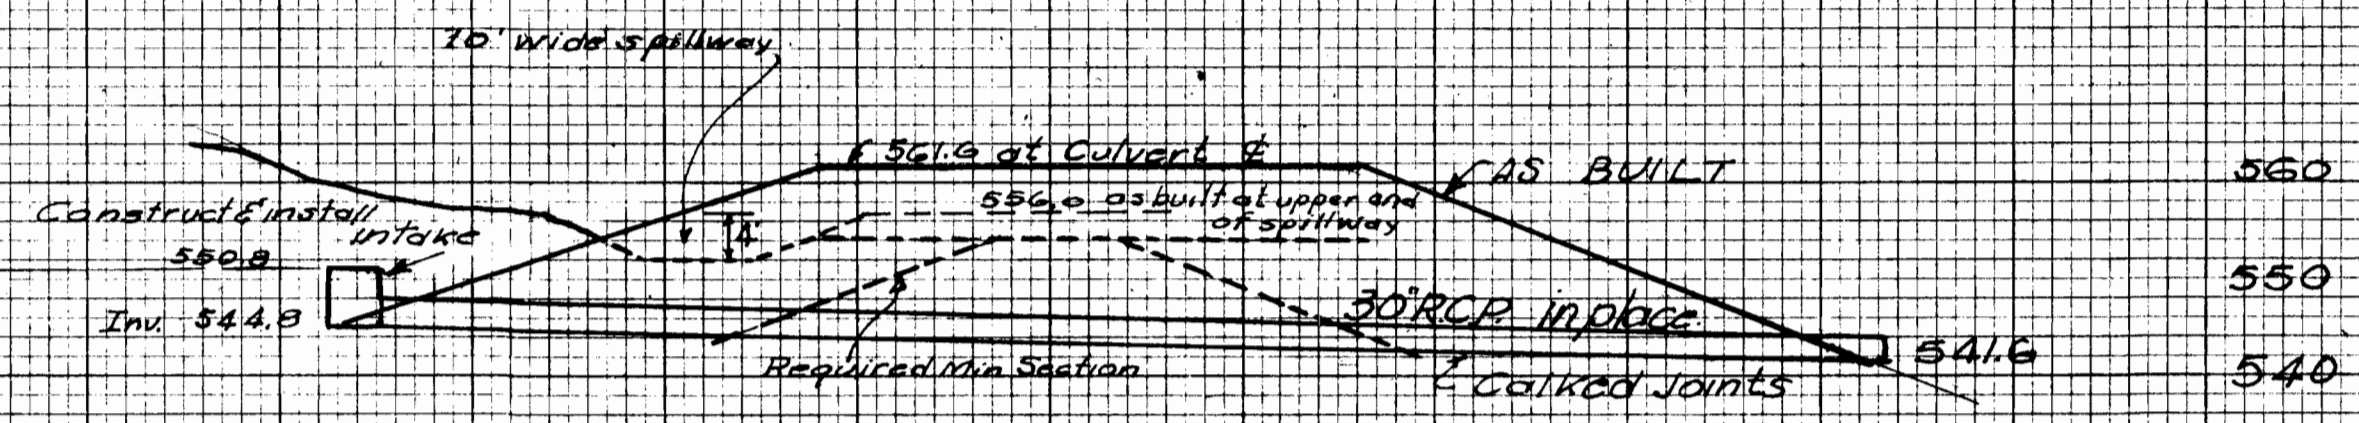 10' wide spillway
561.6 at Culvert ⅊
AS BUILT
560
556.0 as built at upper end
of spillway
Construct & install
intake
4'
550.8
550
Inv. 544.8
30" R.C.P. in place
Required Min Section
541.6
Calked Joints
540